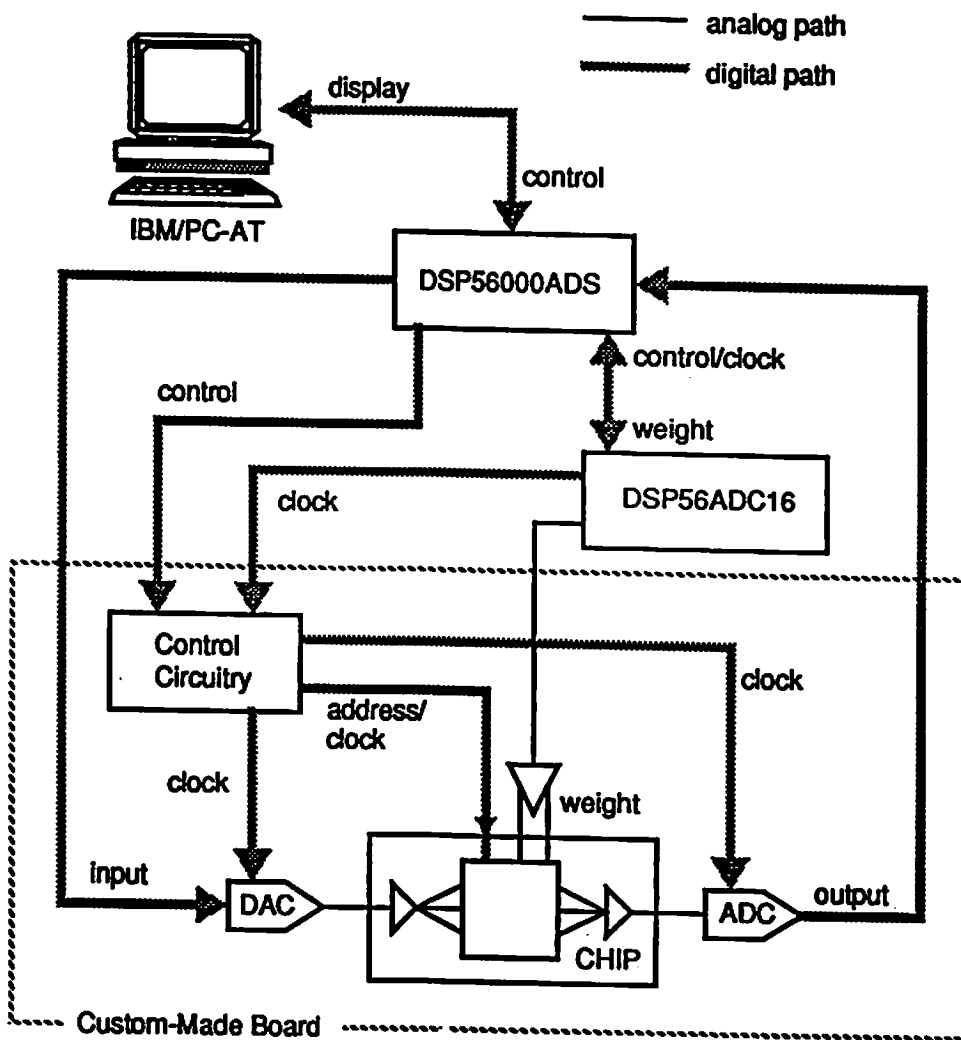 analog path
digital path
display
control
IBM/PC-AT
DSP56000ADS
control/clock
control
weight
DSP56ADC16
clock
Control
Circuitry
clock
address/
clock
clock
weight
input
DAC
ADC
output
CHIP
Custom-Made Board